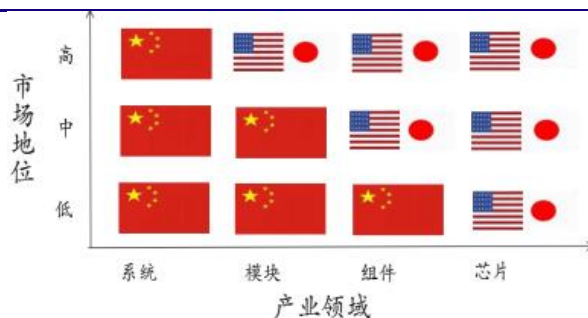 市场地位
高
中
低
系统 模块 组件 芯片
产业领域